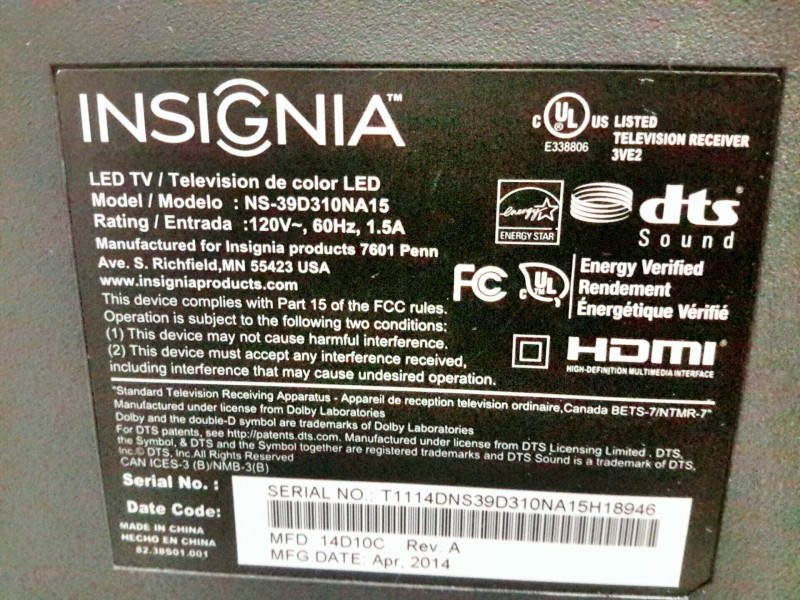 INSIGNIA™
LED TV / Television de color LED
Model / Modelo : NS-39D310NA15
Rating / Entrada :120V~, 60Hz, 1.5A
Manufactured for Insignia products 7601 Penn
Ave. S. Richfield,MN 55423 USA
www.insigniaproducts.com
This device complies with Part 15 of the FCC rules.
Operation is subject to the following two conditions:
(1) This device may not cause harmful interference.
(2) This device must accept any interference received,
including interference that may cause undesired operation.
C UL ® US LISTED
TELEVISION RECEIVER
3VE2
E338806
energy
ENERGY STAR
dts
Sound
FC
C UL TM
Energy Verified
Rendement
Énergétique Vérifié
HDMI
HIGH-DEFINITION MULTIMEDIA INTERFACE
"Standard Television Receiving Apparatus - Appareil de reception television ordinaire,Canada BETS-7/NTMR-7"
Manufactured under license from Dolby Laboratories
Dolby and the double-D symbol are trademarks of Dolby Laboratories
For DTS patents, see http://patents.dts.com. Manufactured under license from DTS Licensing Limited . DTS,
the Symbol, & DTS and the Symbol together are registered trademarks and DTS Sound is a trademark of DTS,
Inc.© DTS, Inc.All Rights Reserved
CAN ICES-3 (B)/NMB-3(B)
Serial No. :
Date Code:
MADE IN CHINA
HECHO EN CHINA
82.38S01.001
SERIAL NO.: T1114DNS39D310NA15H18946
MFD 14D10C Rev. A
MFG.DATE: Apr, 2014